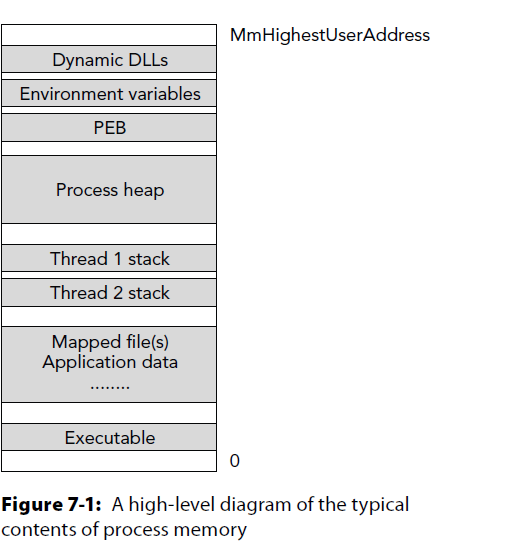 MmHighestUserAddress
Dynamic DLLs
Environment variables
PEB
Process heap
Thread 1 stack
Thread 2 stack
Mapped file(s)
Application data
........
Executable
0
Figure 7-1: A high-level diagram of the typical
contents of process memory